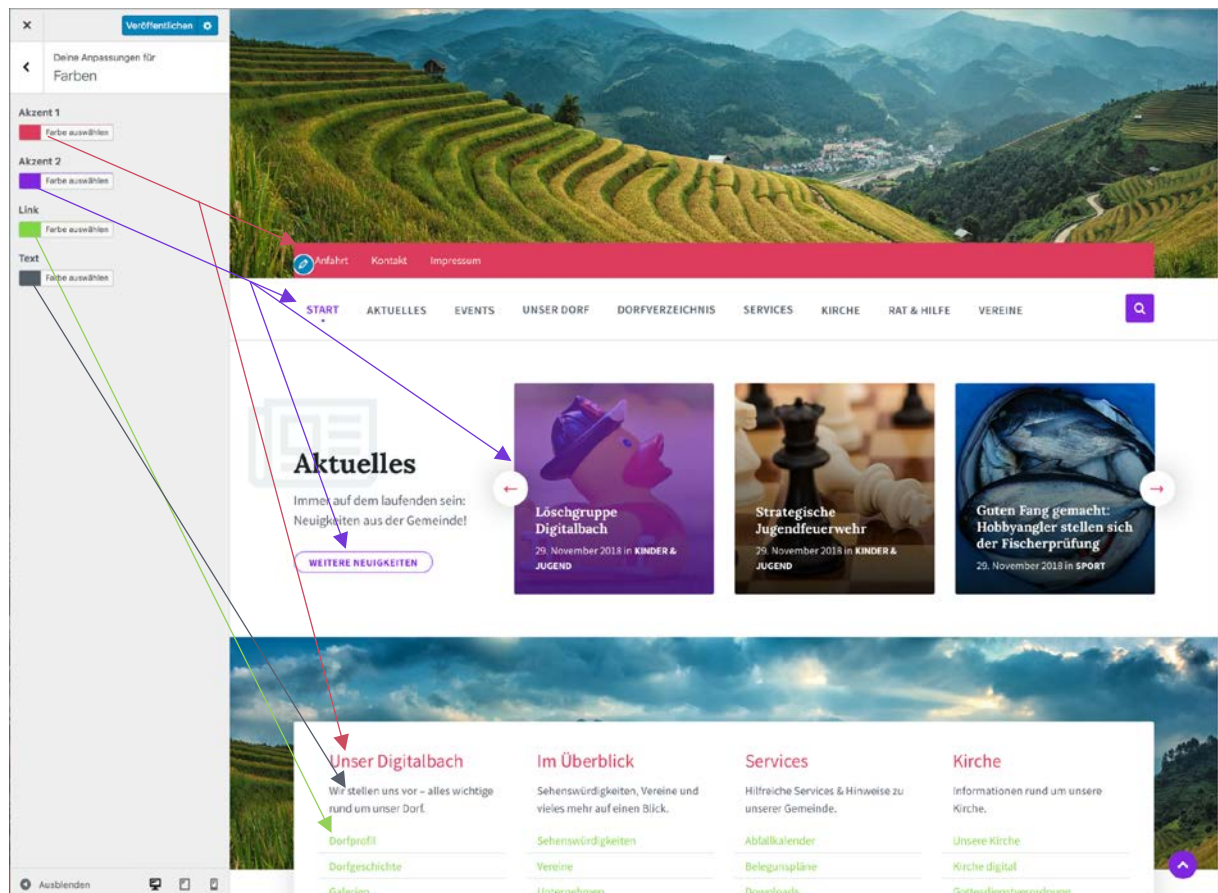 Veröffentlichen
Deine Anpassungen für
Farben
Akzent 1
Farbe auswählen
Akzent 2
Farbe auswählen
Link
Farbe auswählen
Text
Farbe auswählen
Ausblenden
Anfahrt Kontakt Impressum
START AKTUELLES EVENTS UNSER DORF DORFVERZEICHNIS SERVICES KIRCHE RAT & HILFE VEREINE
Aktuelles
Immer auf dem laufenden sein:
Neuigkeiten aus der Gemeinde!
WEITERE NEUIGKEITEN
Löschgruppe
Digitalbach
29. November 2018 in KINDER &
JUGEND
Strategische
Jugendfeuerwehr
29. November 2018 in KINDER &
JUGEND
Guten Fang gemacht:
Hobbyangler stellen sich
der Fischerprüfung
29. November 2018 in SPORT
Unser Digitalbach
Wir stellen uns vor – alles wichtige
rund um unser Dorf.
Dorfprofil
Dorfgeschichte
Galerien
Im Überblick
Sehenswürdigkeiten, Vereine und
vieles mehr auf einen Blick.
Sehenswürdigkeiten
Vereine
Unternehmen
Services
Hilfreiche Services & Hinweise zu
unserer Gemeinde.
Abfallkalender
Belegunspläne
Downloads
Kirche
Informationen rund um unsere
Kirche.
Unsere Kirche
Kirche digital